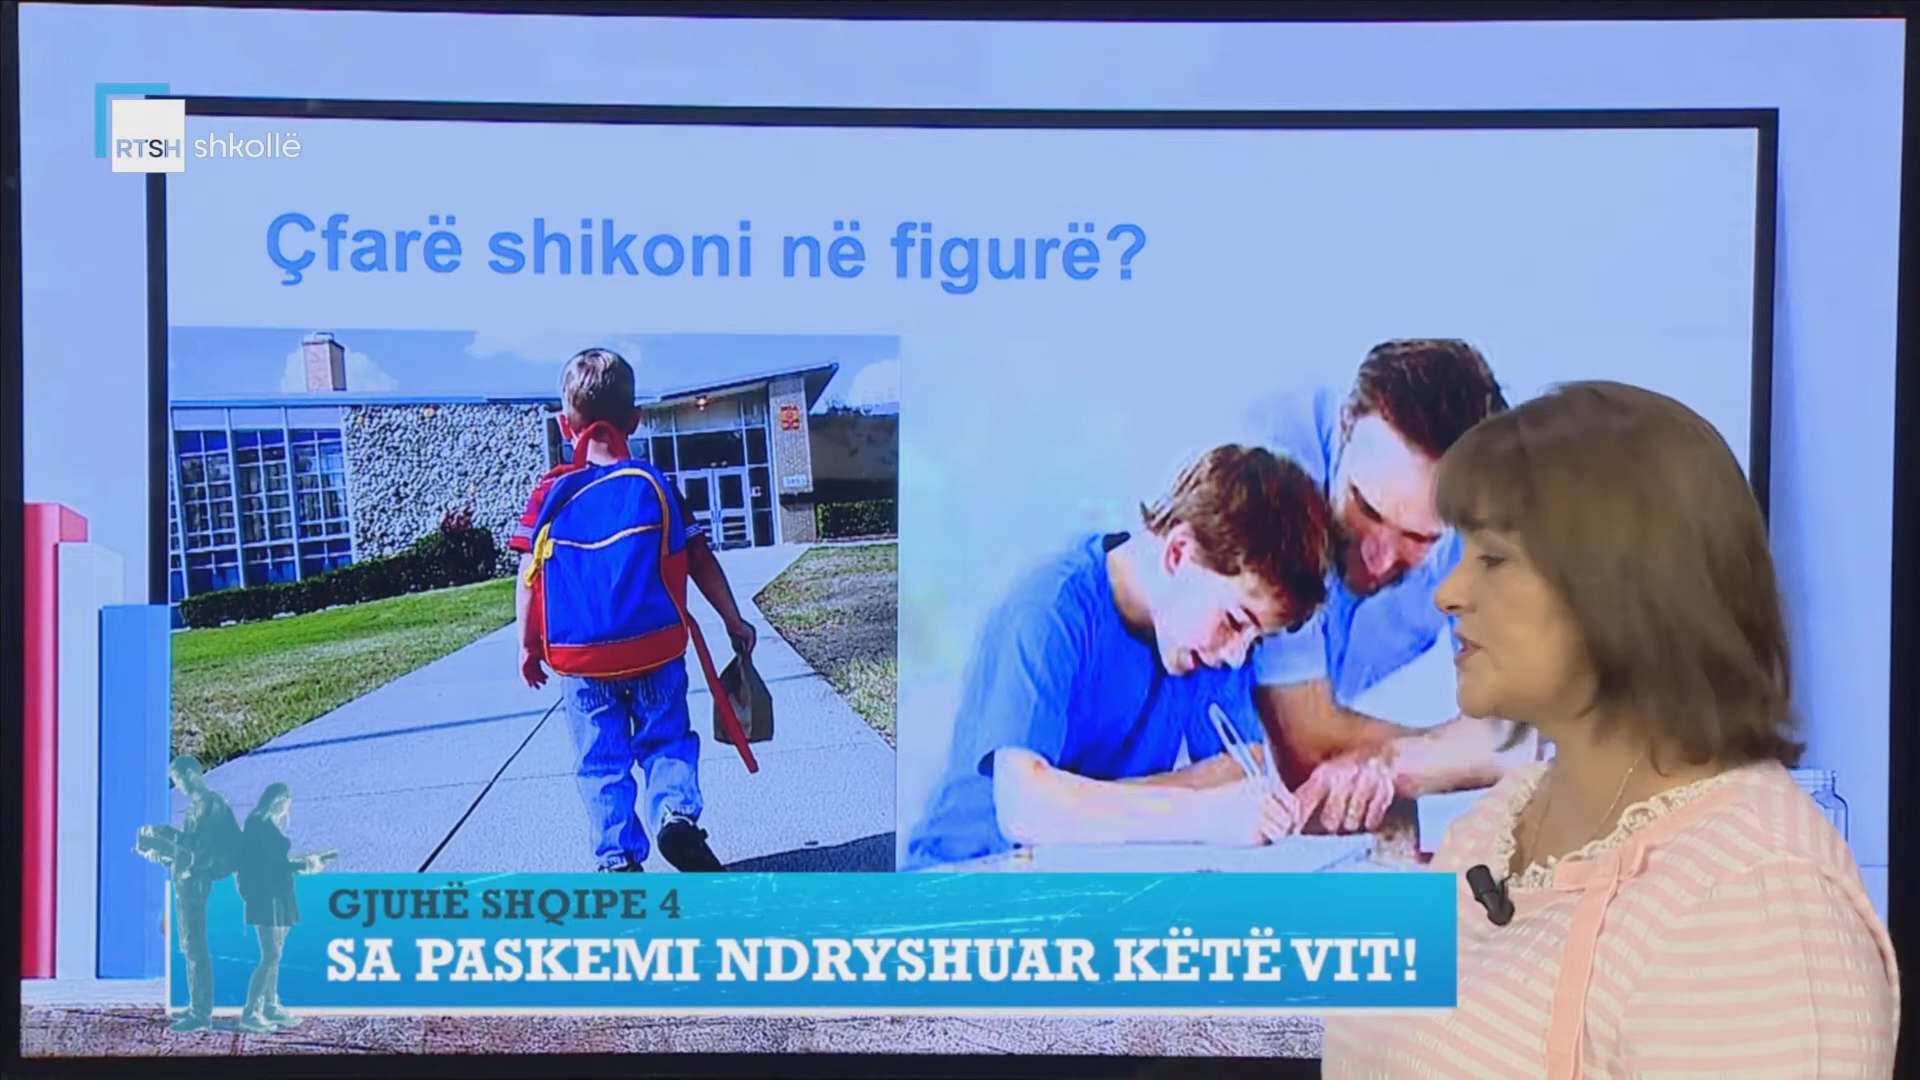 RTSH shkollë
Çfarë shikoni në figurë?
GJUHË SHQIPE 4
SA PASKEMI NDRYSHUAR KËTË VIT!